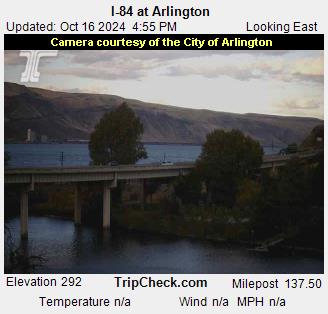 I-84 at Arlington
Updated: Oct 16 2024 4:55 PM Looking East
Camera courtesy of the City of Arlington
Elevation 292 TripCheck.com Milepost 137.50
Temperature n/a Wind n/a MPH n/a